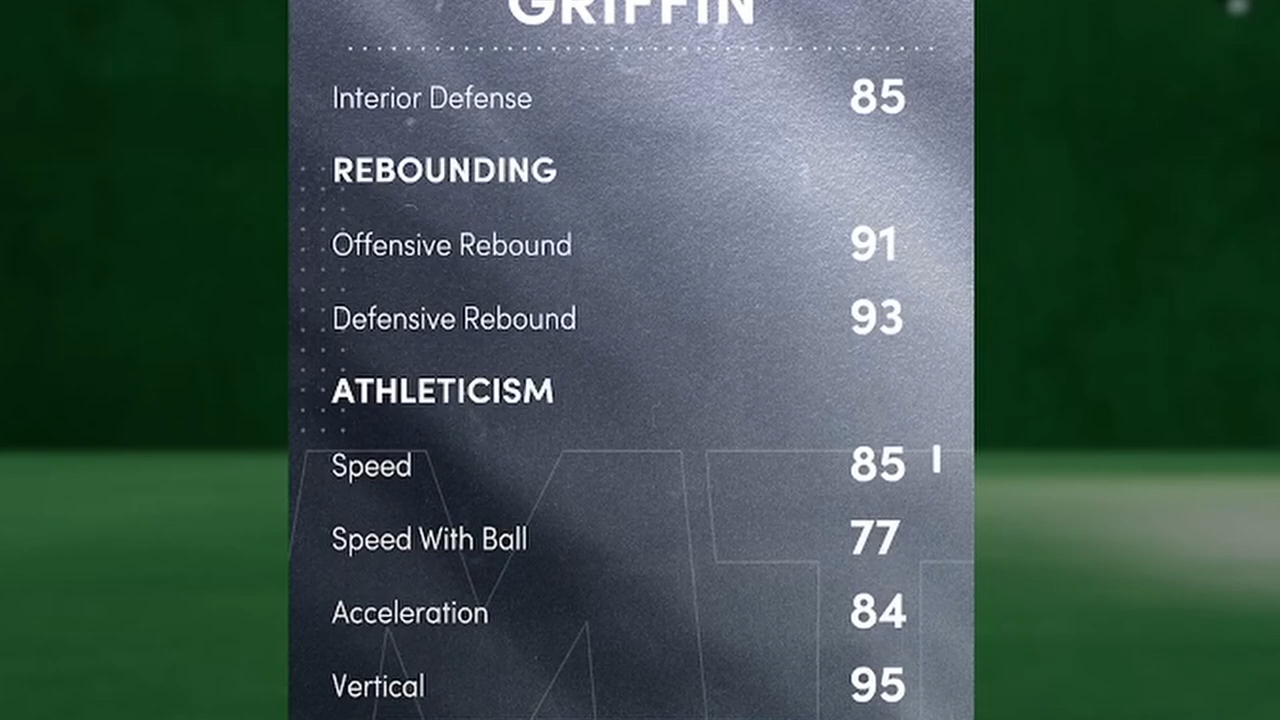 GRIFFIN
Interior Defense 85
REBOUNDING
Offensive Rebound 91
Defensive Rebound 93
ATHLETICISM
Speed 85
Speed With Ball 77
Acceleration 84
Vertical 95